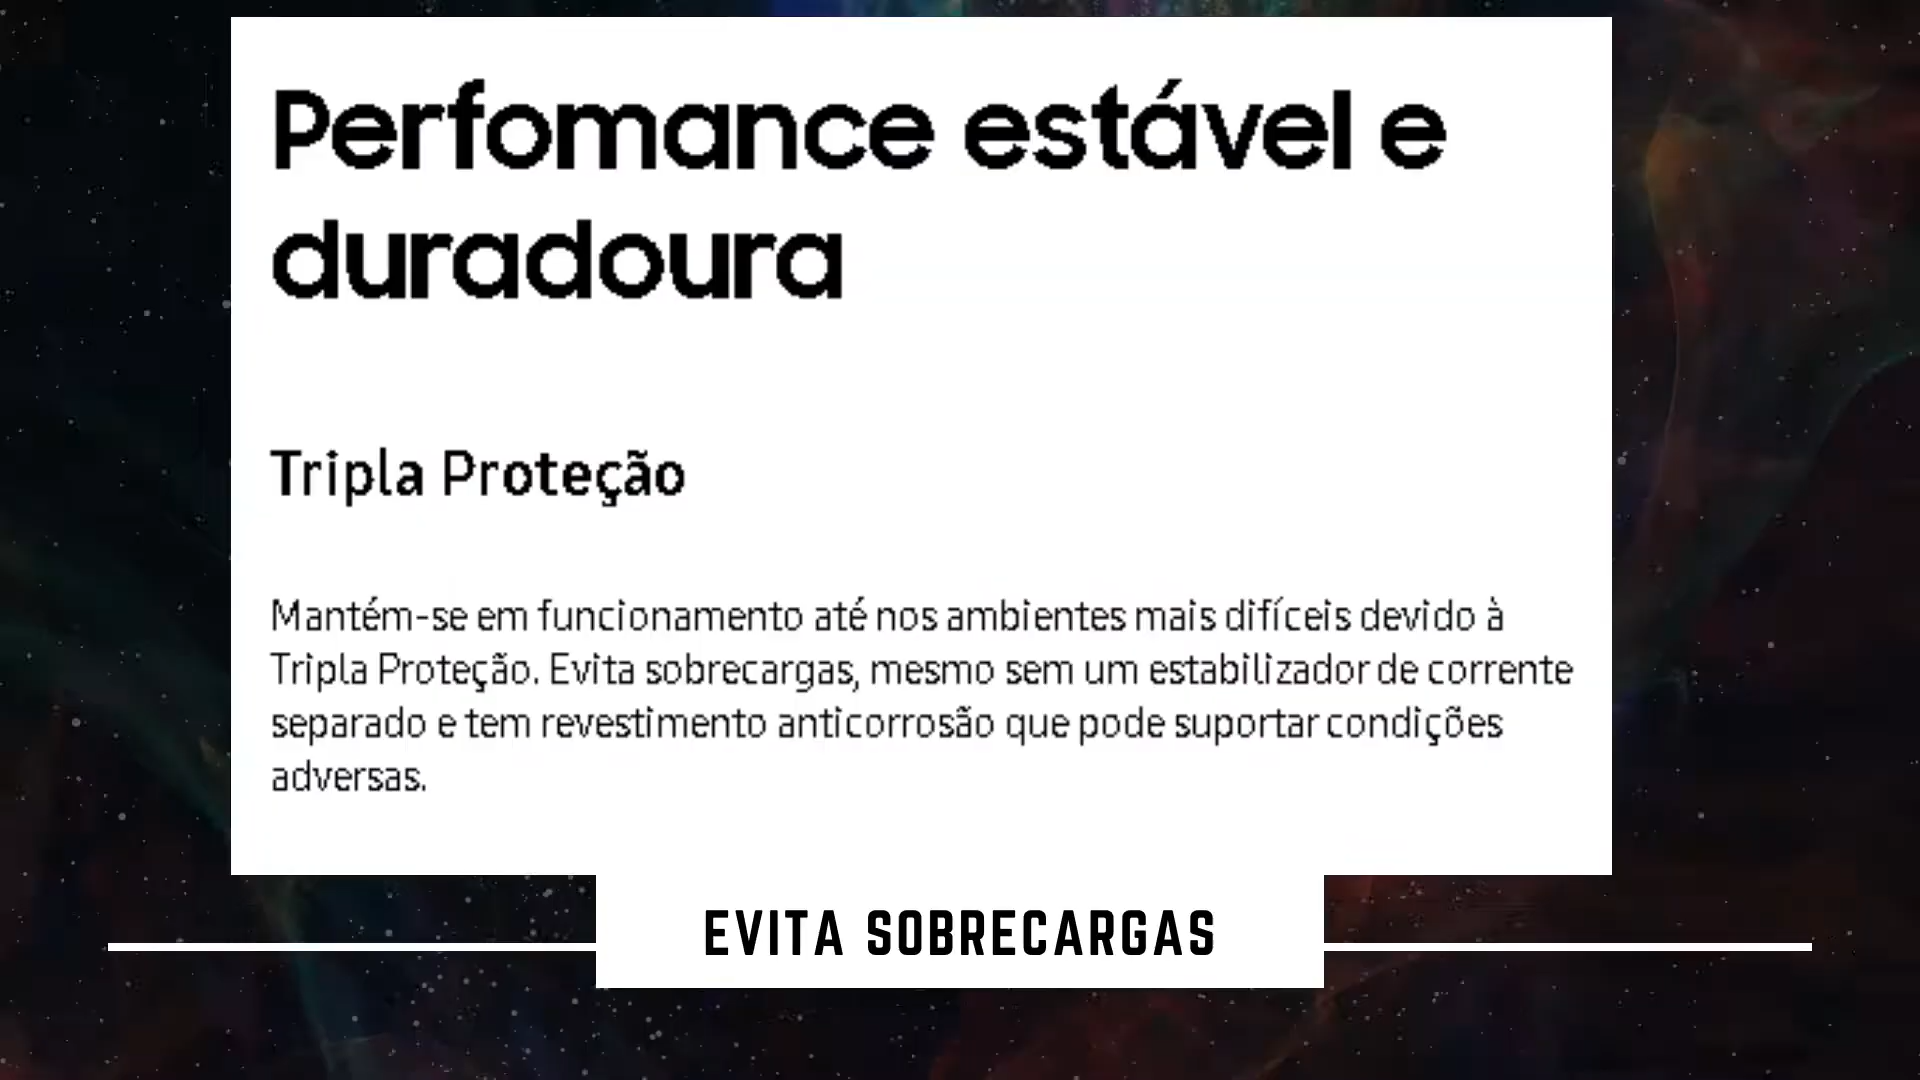 Perfomance estável e
duradoura
Tripla Proteção
Mantém-se em funcionamento até nos ambientes mais difíceis devido à
Tripla Proteção. Evita sobrecargas, mesmo sem um estabilizador de corrente
separado e tem revestimento anticorrosão que pode suportar condições
adversas.
EVITA SOBRECARGAS